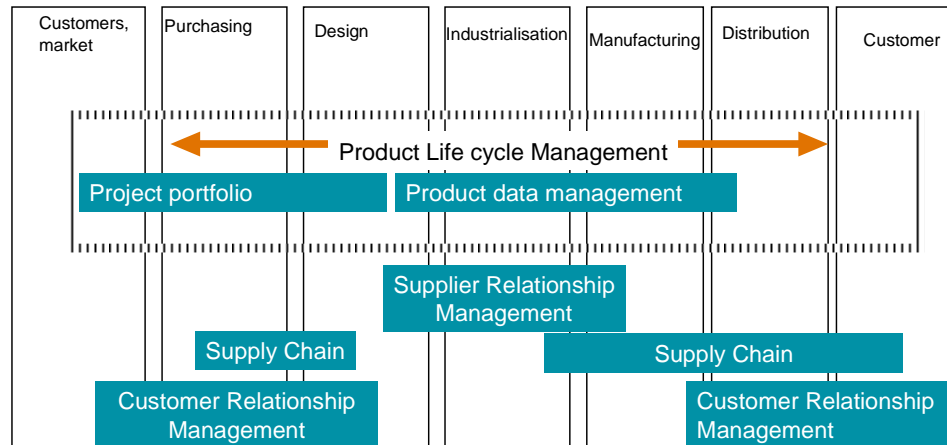 Customers,
market
Purchasing
Design
Industrialisation
Manufacturing
Distribution
Customer
Product Life cycle Management
Project portfolio
Product data management
Supplier Relationship
Management
Supply Chain
Supply Chain
Customer Relationship
Management
Customer Relationship
Management